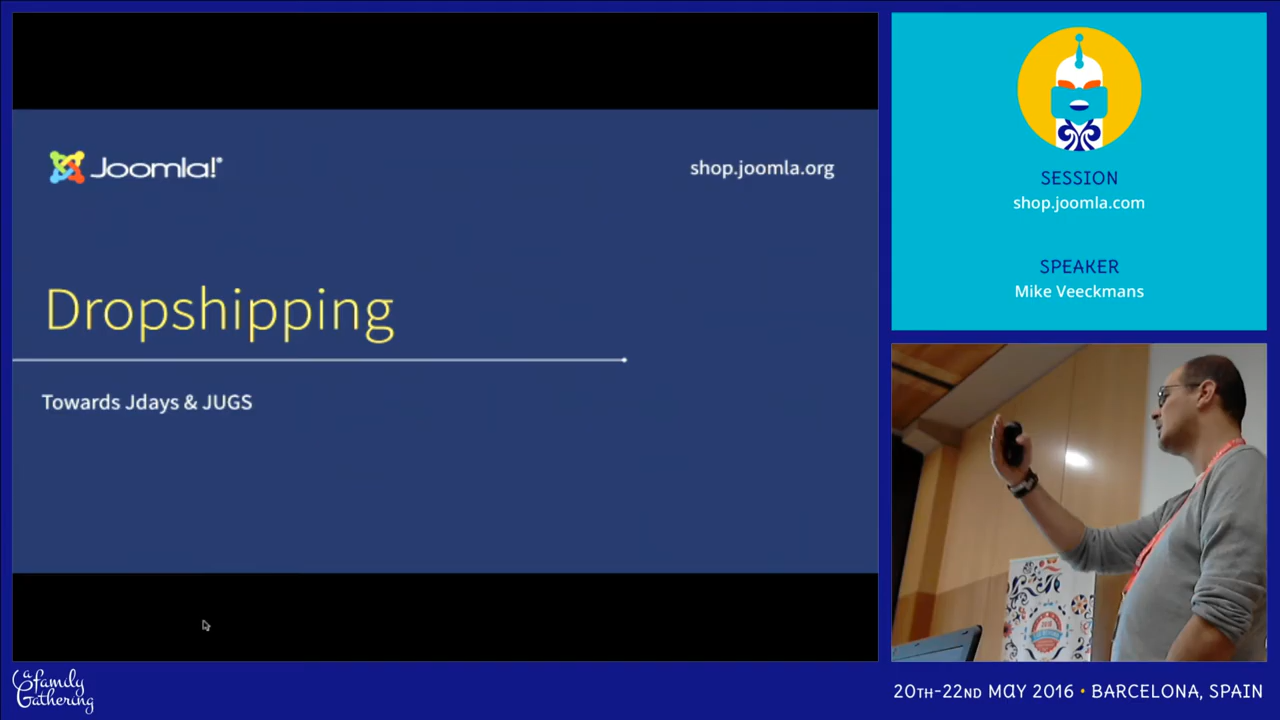 Joomla!®
shop.joomla.org
Dropshipping
Towards Jdays & JUGS
SESSION
shop.joomla.com
SPEAKER
Mike Veeckmans
a family
Gathering
20TH-22ND MAY 2016 • BARCELONA, SPAIN